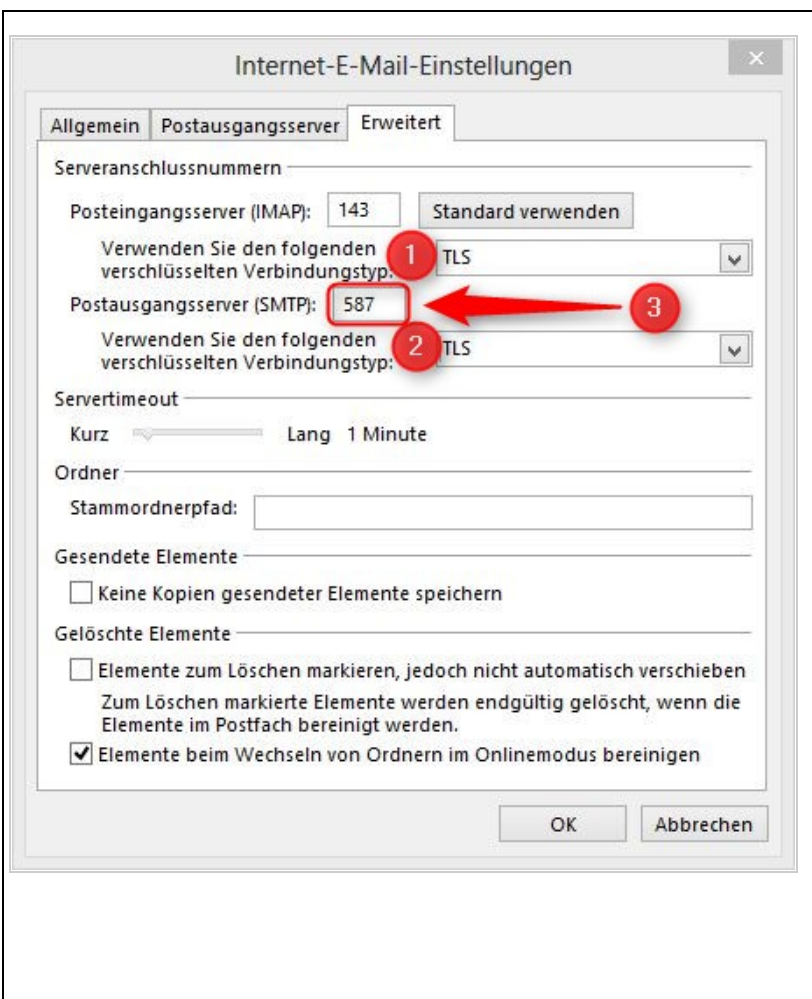 Internet-E-Mail-Einstellungen
Allgemein Postausgangsserver Erweitert
Serveranschlussnummern
Posteingangsserver (IMAP): 143 Standard verwenden
Verwenden Sie den folgenden
verschlüsselten Verbindungstyp: 1 TLS
Postausgangsserver (SMTP): 587 3
Verwenden Sie den folgenden
verschlüsselten Verbindungstyp: 2 TLS
Servertimeout
Kurz Lang 1 Minute
Ordner
Stammordnerpfad:
Gesendete Elemente
Keine Kopien gesendeter Elemente speichern
Gelöschte Elemente
Elemente zum Löschen markieren, jedoch nicht automatisch verschieben
Zum Löschen markierte Elemente werden endgültig gelöscht, wenn die
Elemente im Postfach bereinigt werden.
Elemente beim Wechseln von Ordnern im Onlinemodus bereinigen
OK Abbrechen